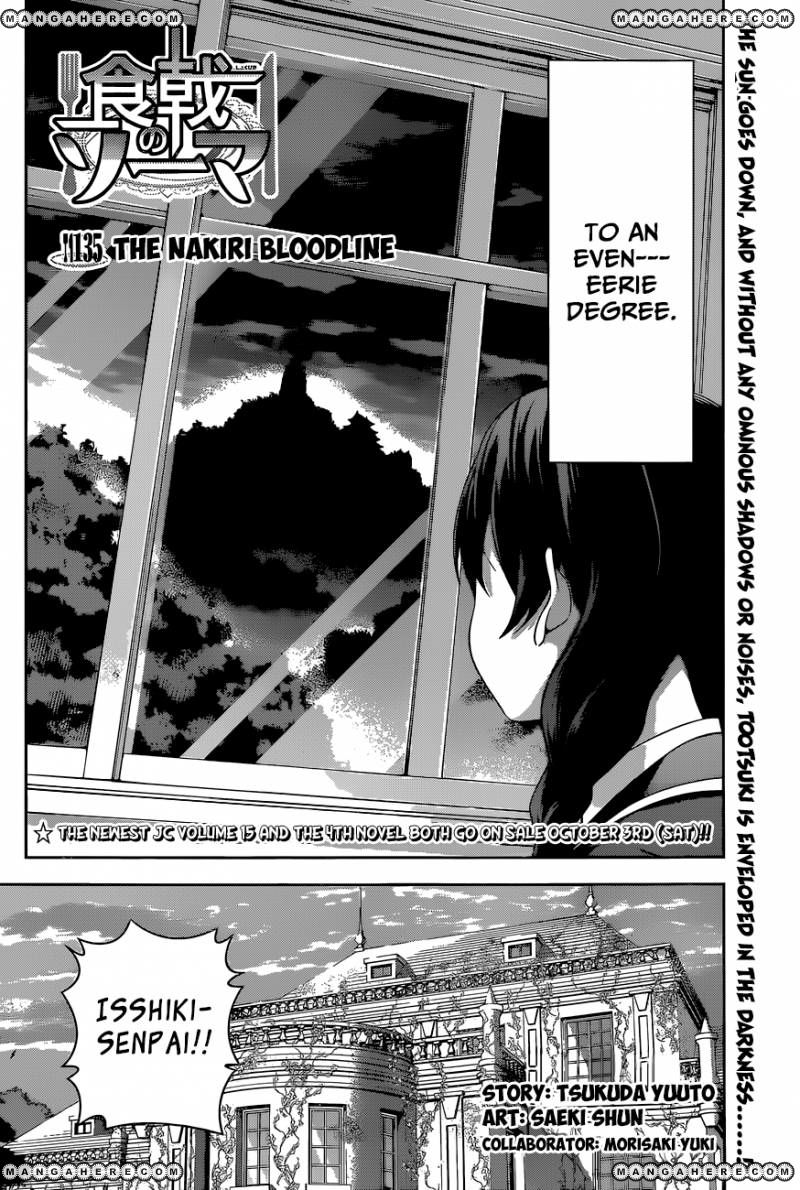 MANGAHERE.COM
MANGAHERE.COM
食戟の
ソーマ
L'étoile
№135 THE NAKIRI BLOODLINE
TO AN
EVEN---
EERIE
DEGREE.
HE SUN GOES DOWN, AND WITHOUT ANY OMINOUS SHADOWS OR NOISES, TOOTSUKI IS ENVELOPED IN THE DARKNESS.......
☆ THE NEWEST JC VOLUME 15 AND THE 4TH NOVEL BOTH GO ON SALE OCTOBER 3RD (SAT)!!
ISSHIKI-
SENPAI!!
STORY: TSUKUDA YUUTO
ART: SAEKI SHUN
COLLABORATOR: MORISAKI YUKI
MANGAHERE.COM
MANGAHERE.COM